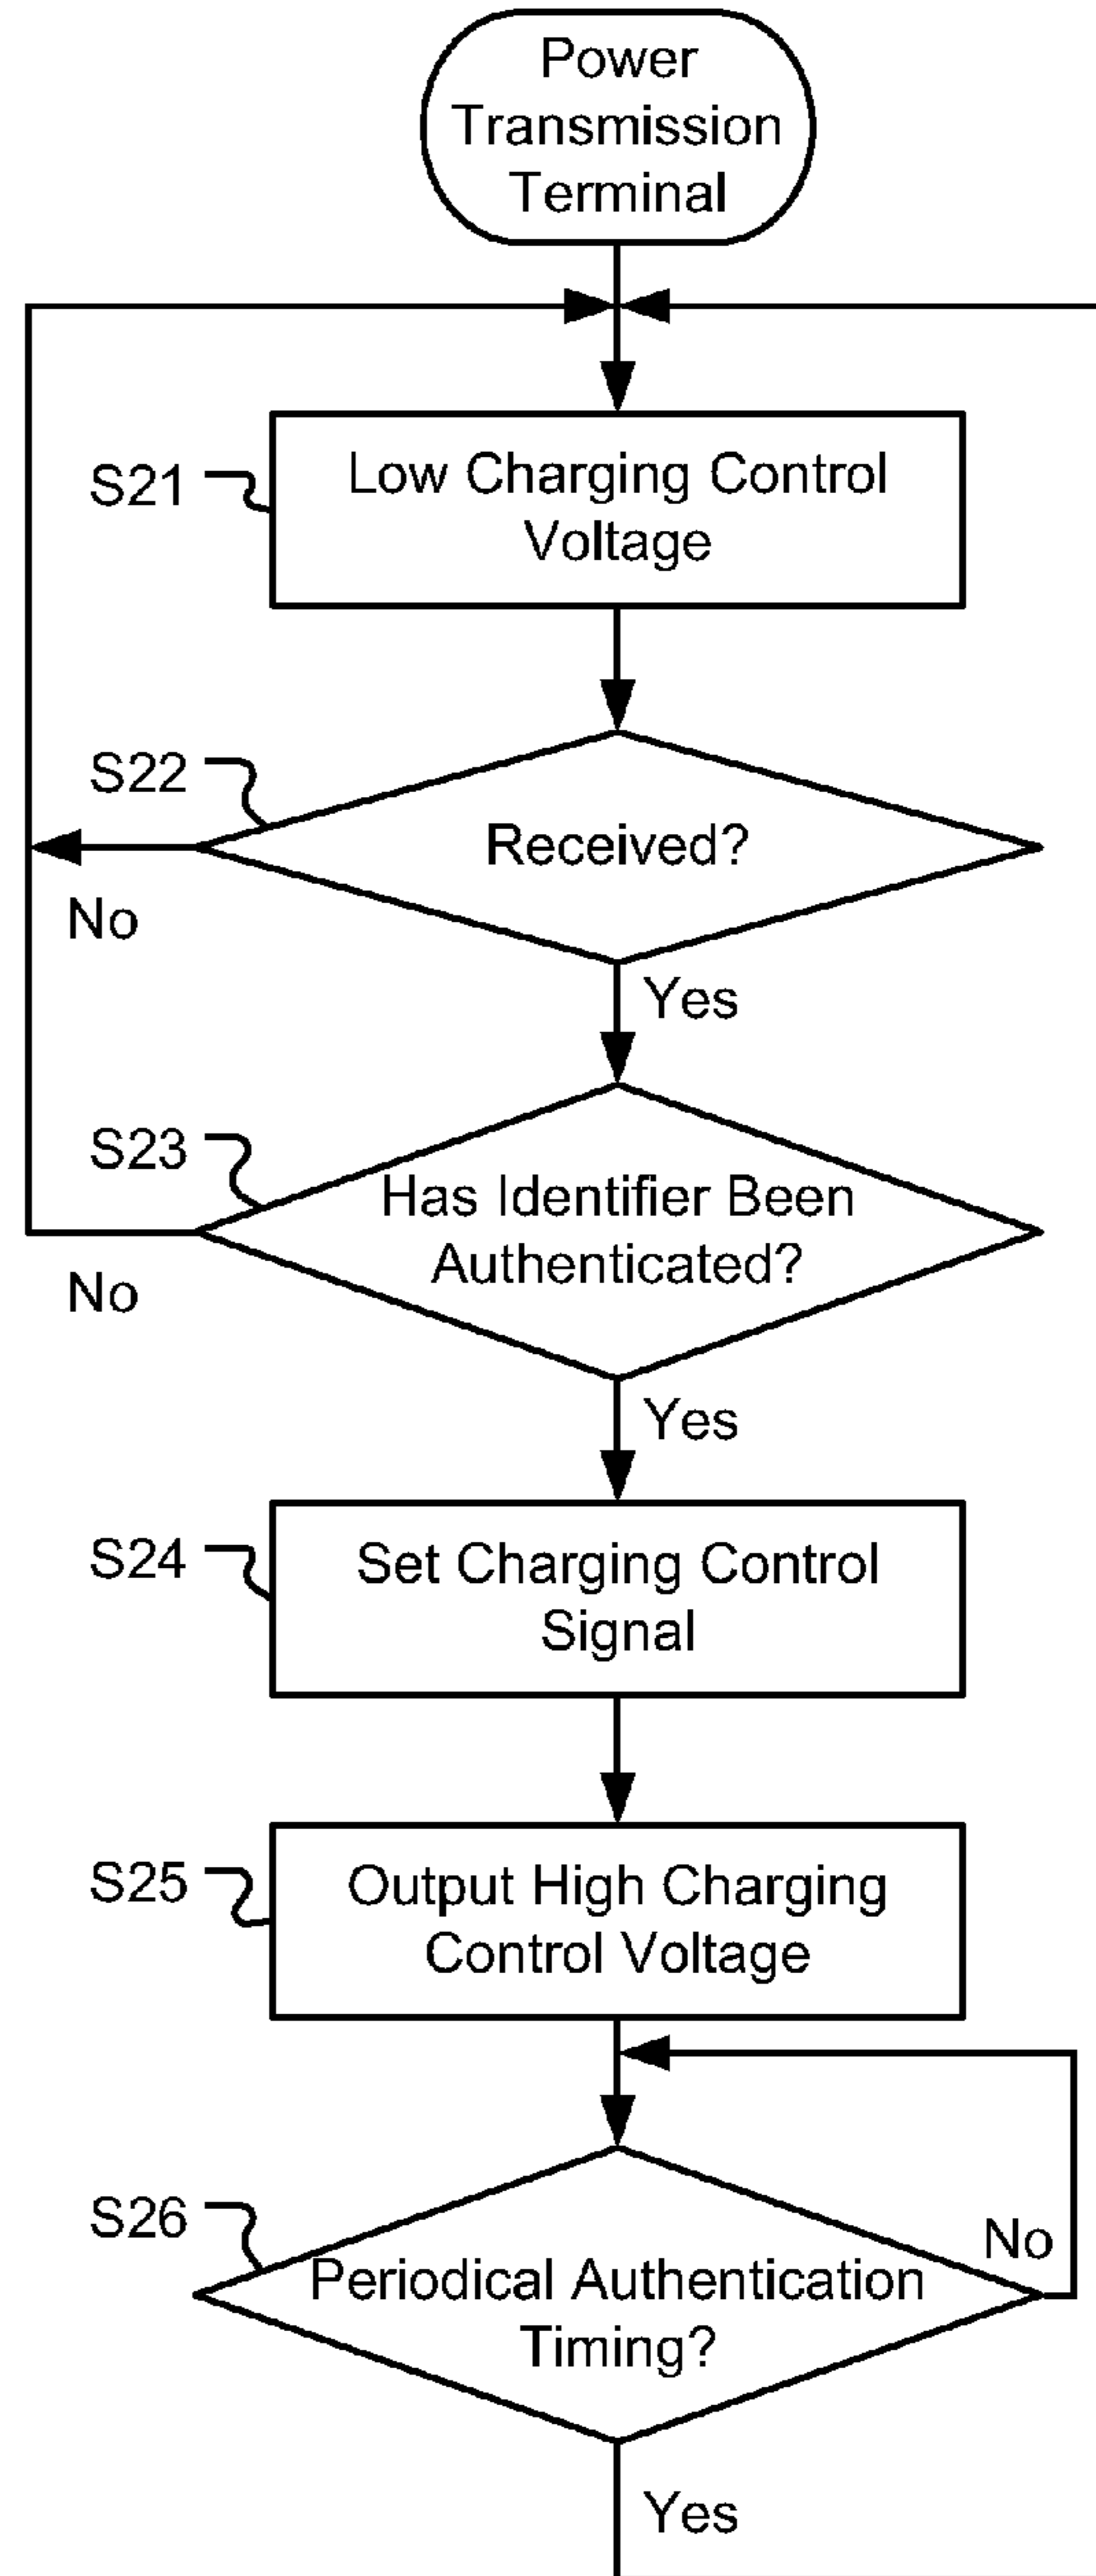 Power
Transmission
Terminal
S21
Low Charging Control
Voltage
S22
Received?
No
Yes
S23
Has Identifier Been
Authenticated?
No
Yes
S24
Set Charging Control
Signal
S25
Output High Charging
Control Voltage
S26
No
Periodical Authentication
Timing?
Yes